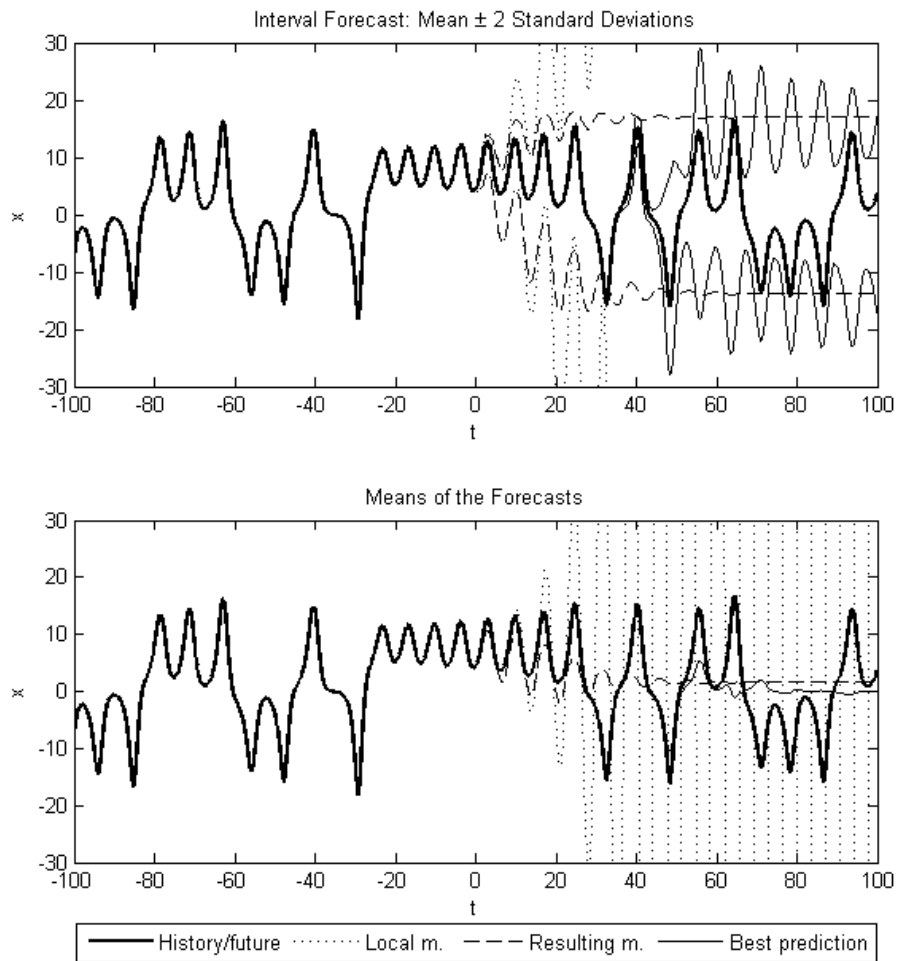 Interval Forecast: Mean ± 2 Standard Deviations
30
20
10
0
-10
-20
-30
x
-100 -80 -60 -40 -20 0 20 40 60 80 100
t
Means of the Forecasts
30
20
10
0
-10
-20
-30
x
-100 -80 -60 -40 -20 0 20 40 60 80 100
t
History/future Local m. Resulting m. Best prediction